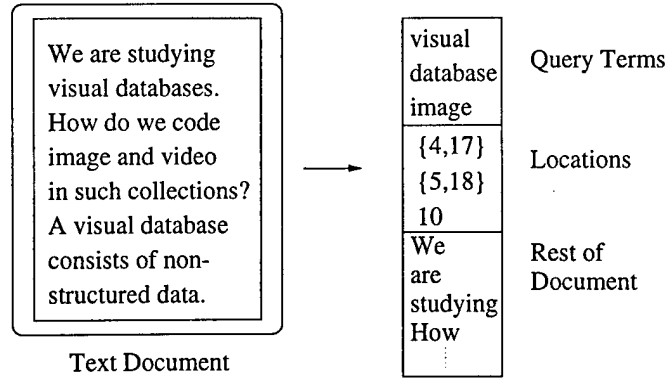 We are studying
visual databases.
How do we code
image and video
in such collections?
A visual database
consists of non-
structured data.
Text Document
visual
database
image
Query Terms
{4,17}
{5,18}
10
Locations
We
are
studying
How
Rest of
Document